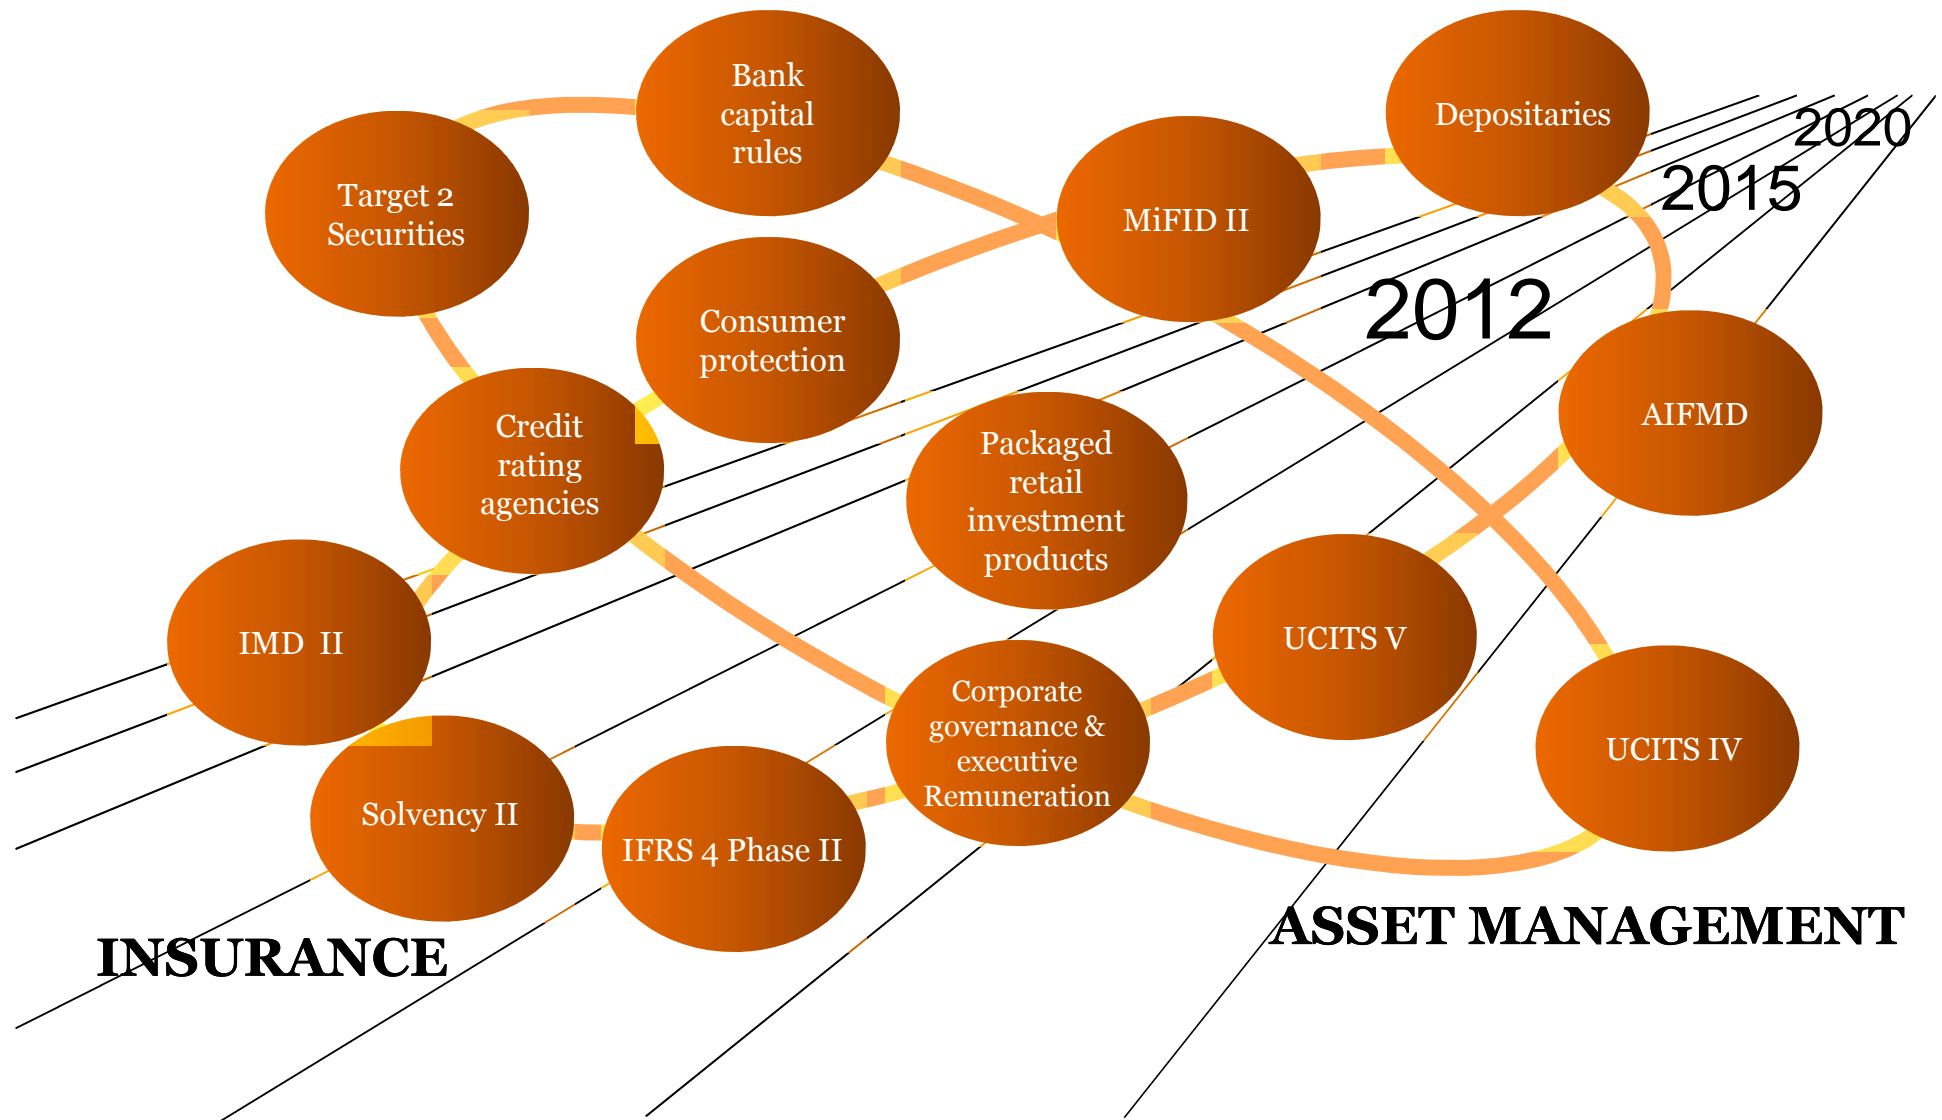 Bank
capital
rules
Depositaries
2020
2015
Target 2
Securities
MiFID II
2012
Consumer
protection
AIFMD
Credit
rating
agencies
Packaged
retail
investment
products
IMD  II
UCITS V
Corporate
governance &
executive
Remuneration
UCITS IV
Solvency II
IFRS 4 Phase II
ASSET MANAGEMENT
INSURANCE